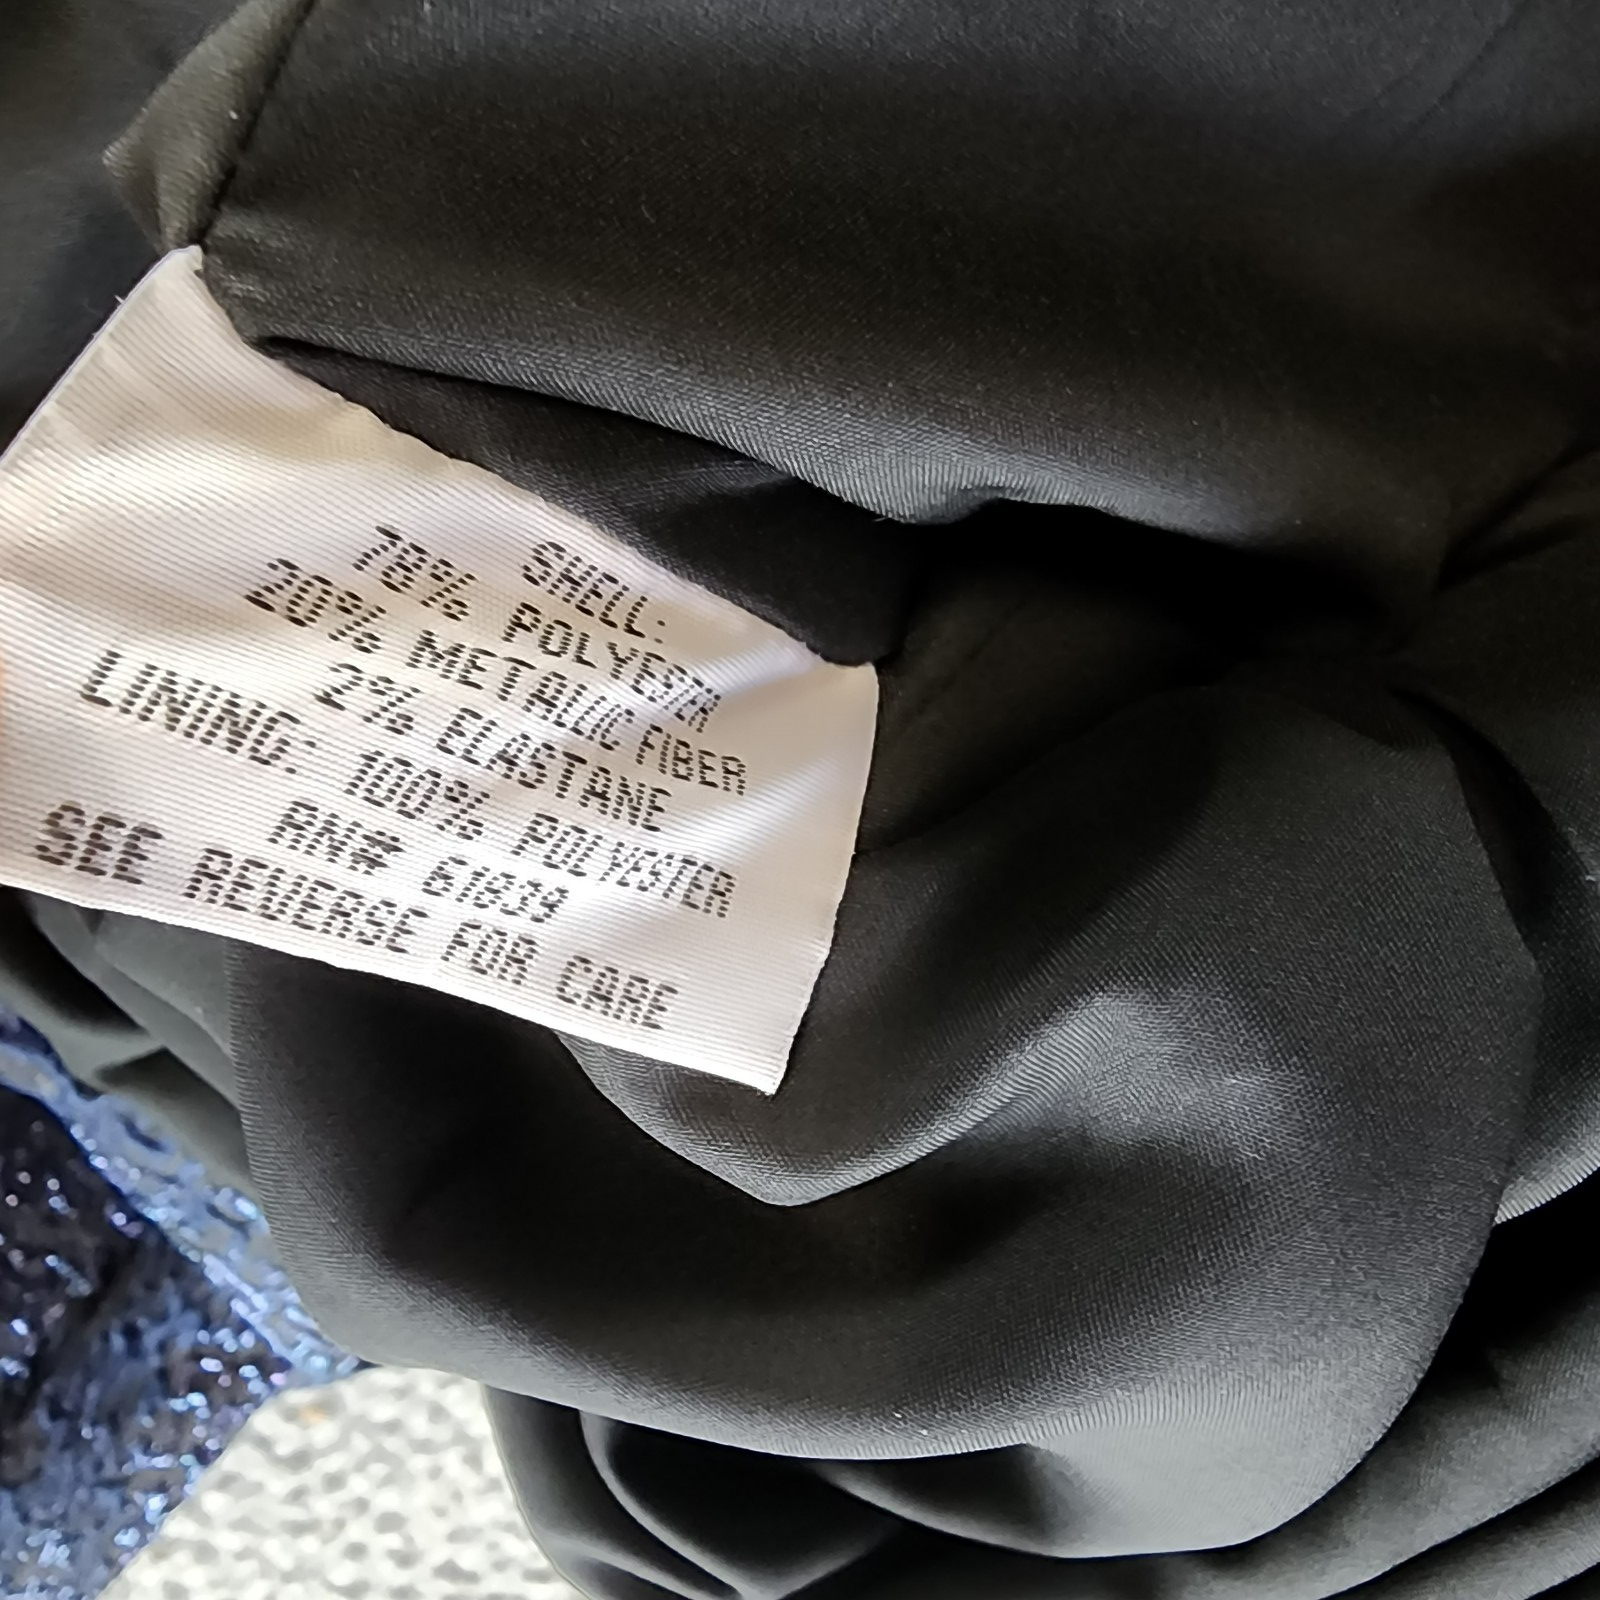 SHELL:
78% POLYESTER
20% METALLIC FIBER
2% ELASTANE
LINING: 100% POLYESTER
RN# 61839
SEE REVERSE FOR CARE